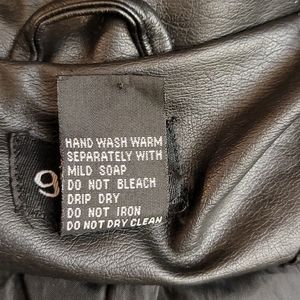 HAND WASH WARM
SEPARATELY WITH
MILD SOAP
DO NOT BLEACH
DRIP DRY
DO NOT IRON
DO NOT DRY CLEAN